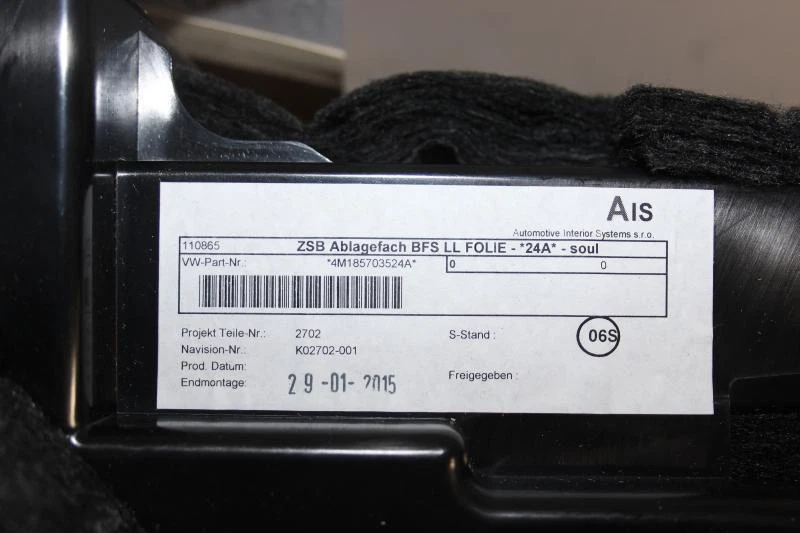 AIS
Automotive Interior Systems s.r.o.
110865 ZSB Ablagefach BFS LL FOLIE - *24A* - soul
VW-Part-Nr.: *4M185703524A* 0 0
Projekt Teile-Nr.: 2702 S-Stand : 06S
Navision-Nr.: K02702-001
Prod. Datum:
Freigegeben :
Endmontage: 29-01-2015